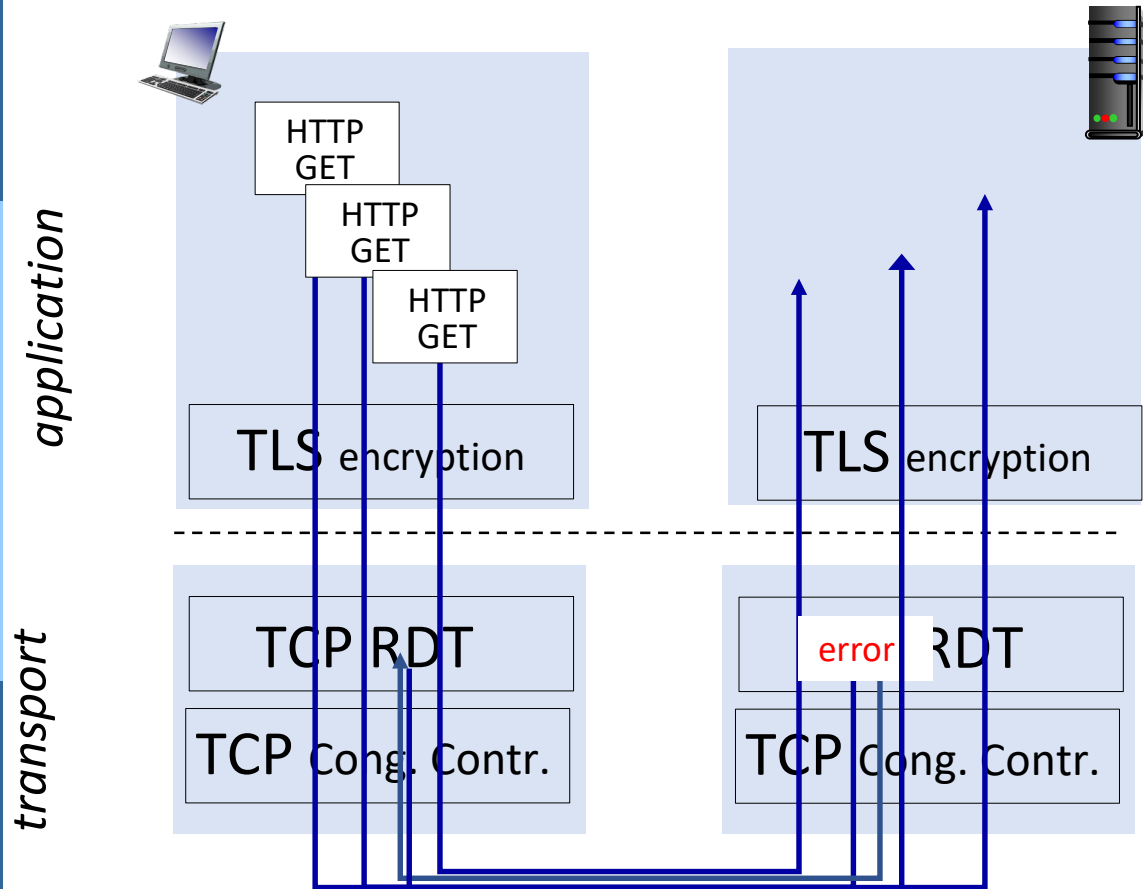 application
HTTP
GET
HTTP
GET
HTTP
GET
TLS encryption
TLS encryption
transport
TCP RDT
error RDT
TCP Cong. Contr.
TCP Cong. Contr.